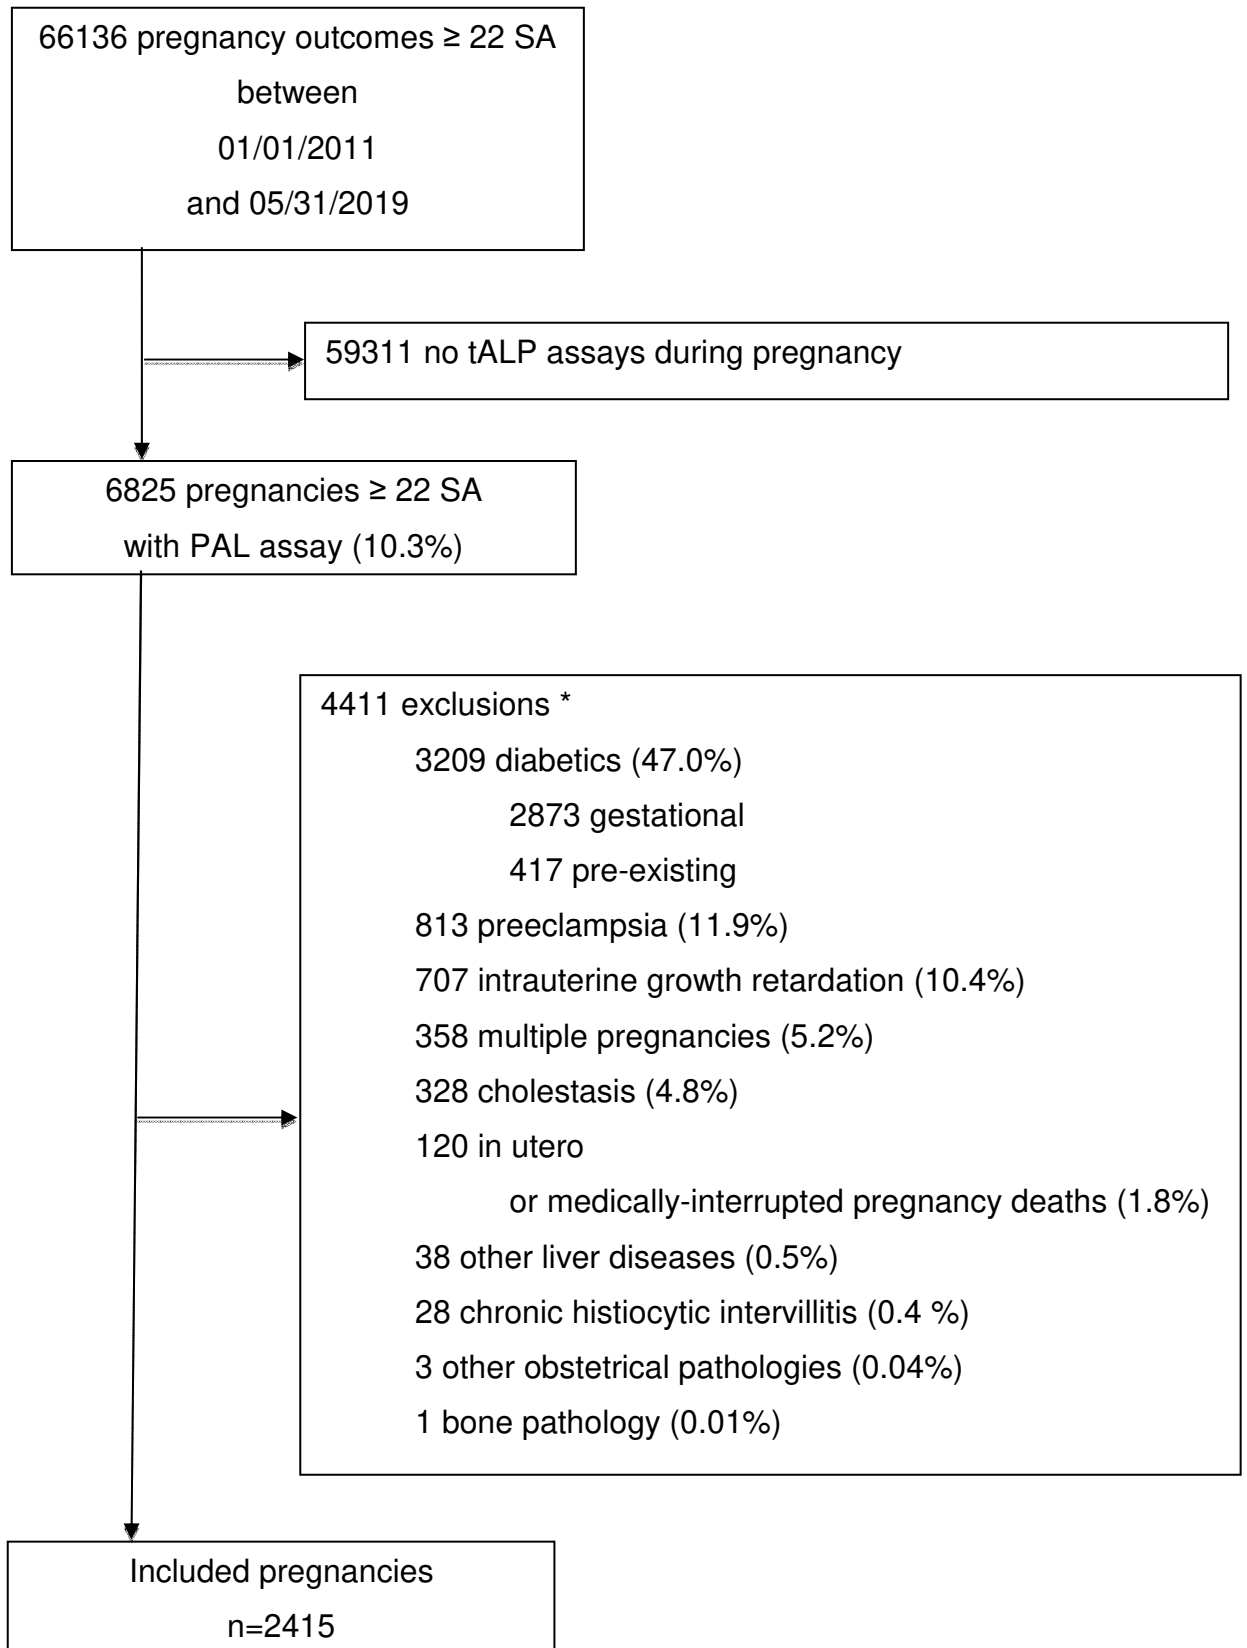 66136 pregnancy outcomes ≥ 22 SA
between
01/01/2011
and 05/31/2019
59311 no tALP assays during pregnancy
6825 pregnancies ≥ 22 SA
with PAL assay (10.3%)
4411 exclusions *
3209 diabetics (47.0%)
2873 gestational
417 pre-existing
813 preeclampsia (11.9%)
707 intrauterine growth retardation (10.4%)
358 multiple pregnancies (5.2%)
328 cholestasis (4.8%)
120 in utero
or medically-interrupted pregnancy deaths (1.8%)
38 other liver diseases (0.5%)
28 chronic histiocytic intervillitis (0.4 %)
3 other obstetrical pathologies (0.04%)
1 bone pathology (0.01%)
Included pregnancies
n=2415